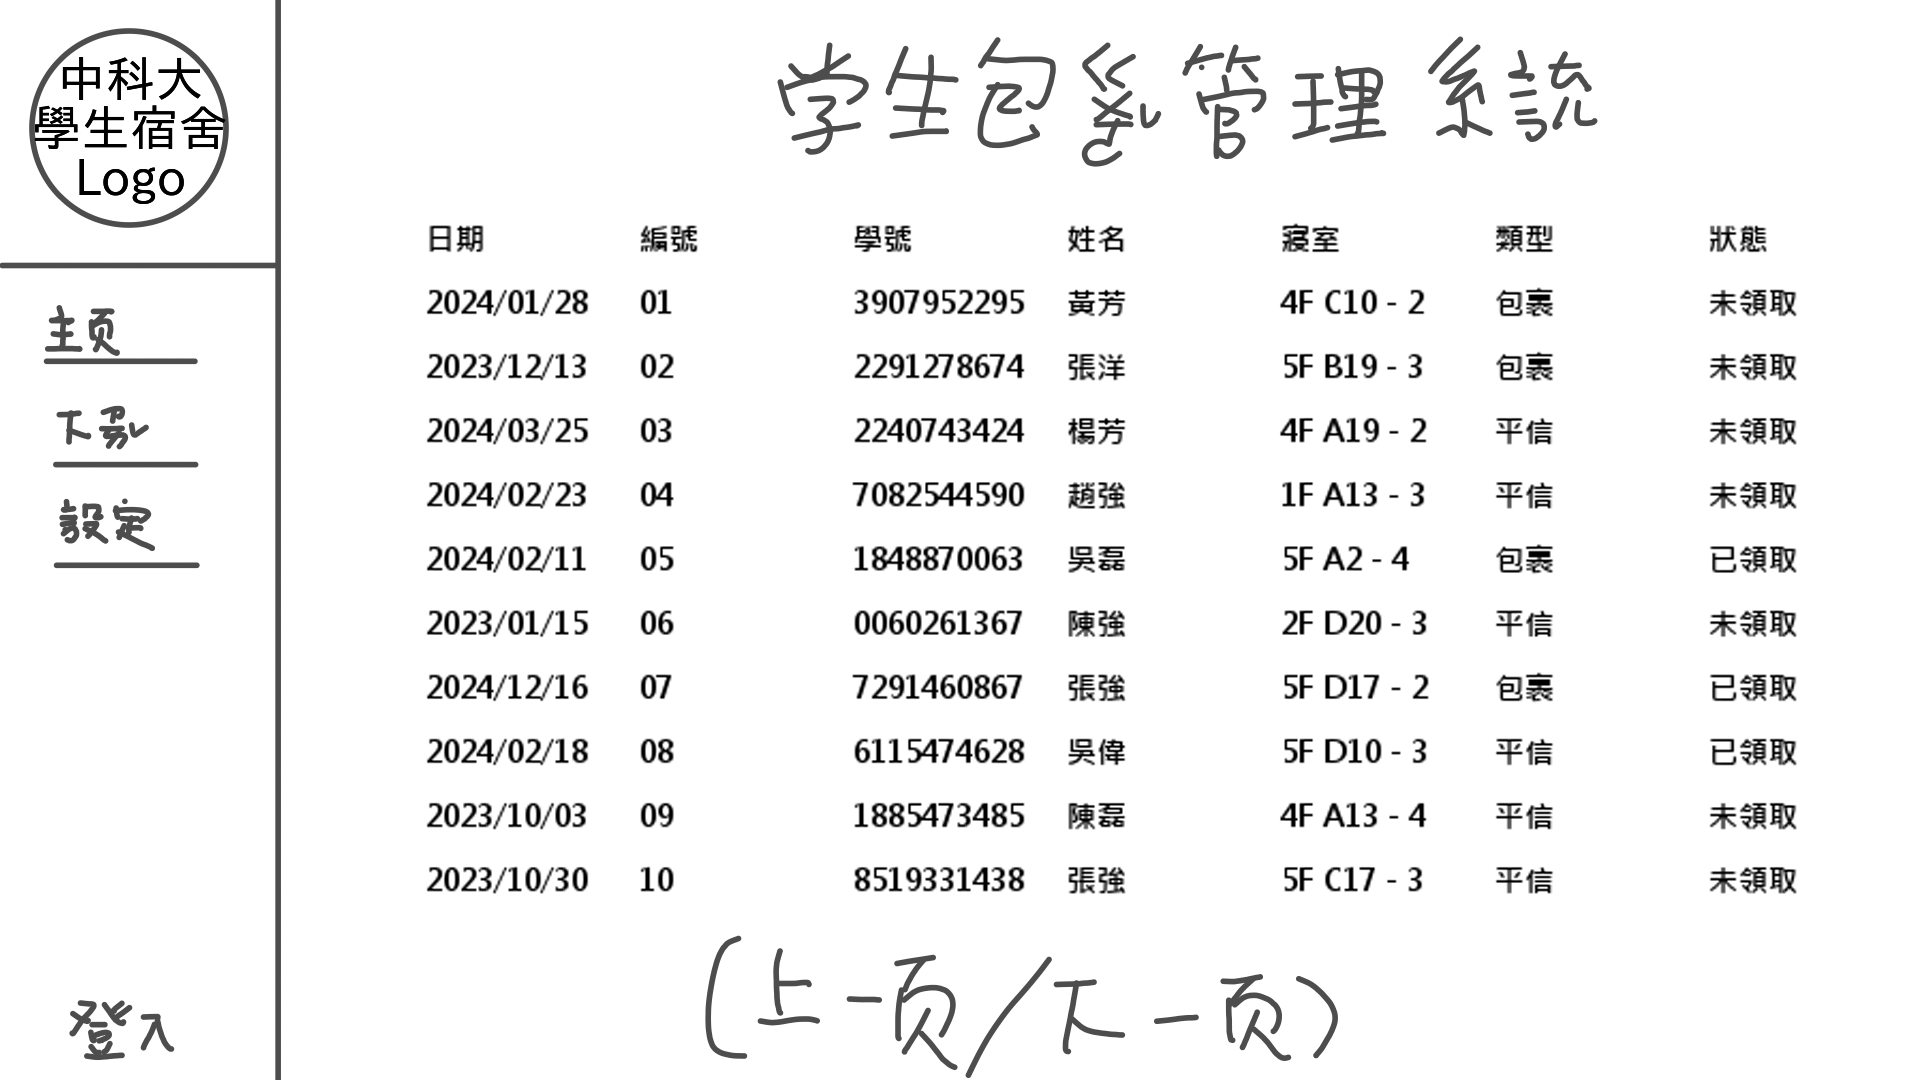 中科大
學生宿舍
Logo
学生包裹管理系統
主页
設定
登入
日期 編號 學號 姓名 寢室 類型 狀態
2024/01/28 01 3907952295 黃芳 4F C10 - 2 包裹 未領取
2023/12/13 02 2291278674 張洋 5F B19 - 3 包裹 未領取
2024/03/25 03 2240743424 楊芳 4F A19 - 2 平信 未領取
2024/02/23 04 7082544590 趙強 1F A13 - 3 平信 未領取
2024/02/11 05 1848870063 吳磊 5F A2 - 4 包裹 已領取
2023/01/15 06 0060261367 陳強 2F D20 - 3 平信 未領取
2024/12/16 07 7291460867 張強 5F D17 - 2 包裹 已領取
2024/02/18 08 6115474628 吳偉 5F D10 - 3 平信 已領取
2023/10/03 09 1885473485 陳磊 4F A13 - 4 平信 未領取
2023/10/30 10 8519331438 張強 5F C17 - 3 平信 未領取
(上一页/下一页)